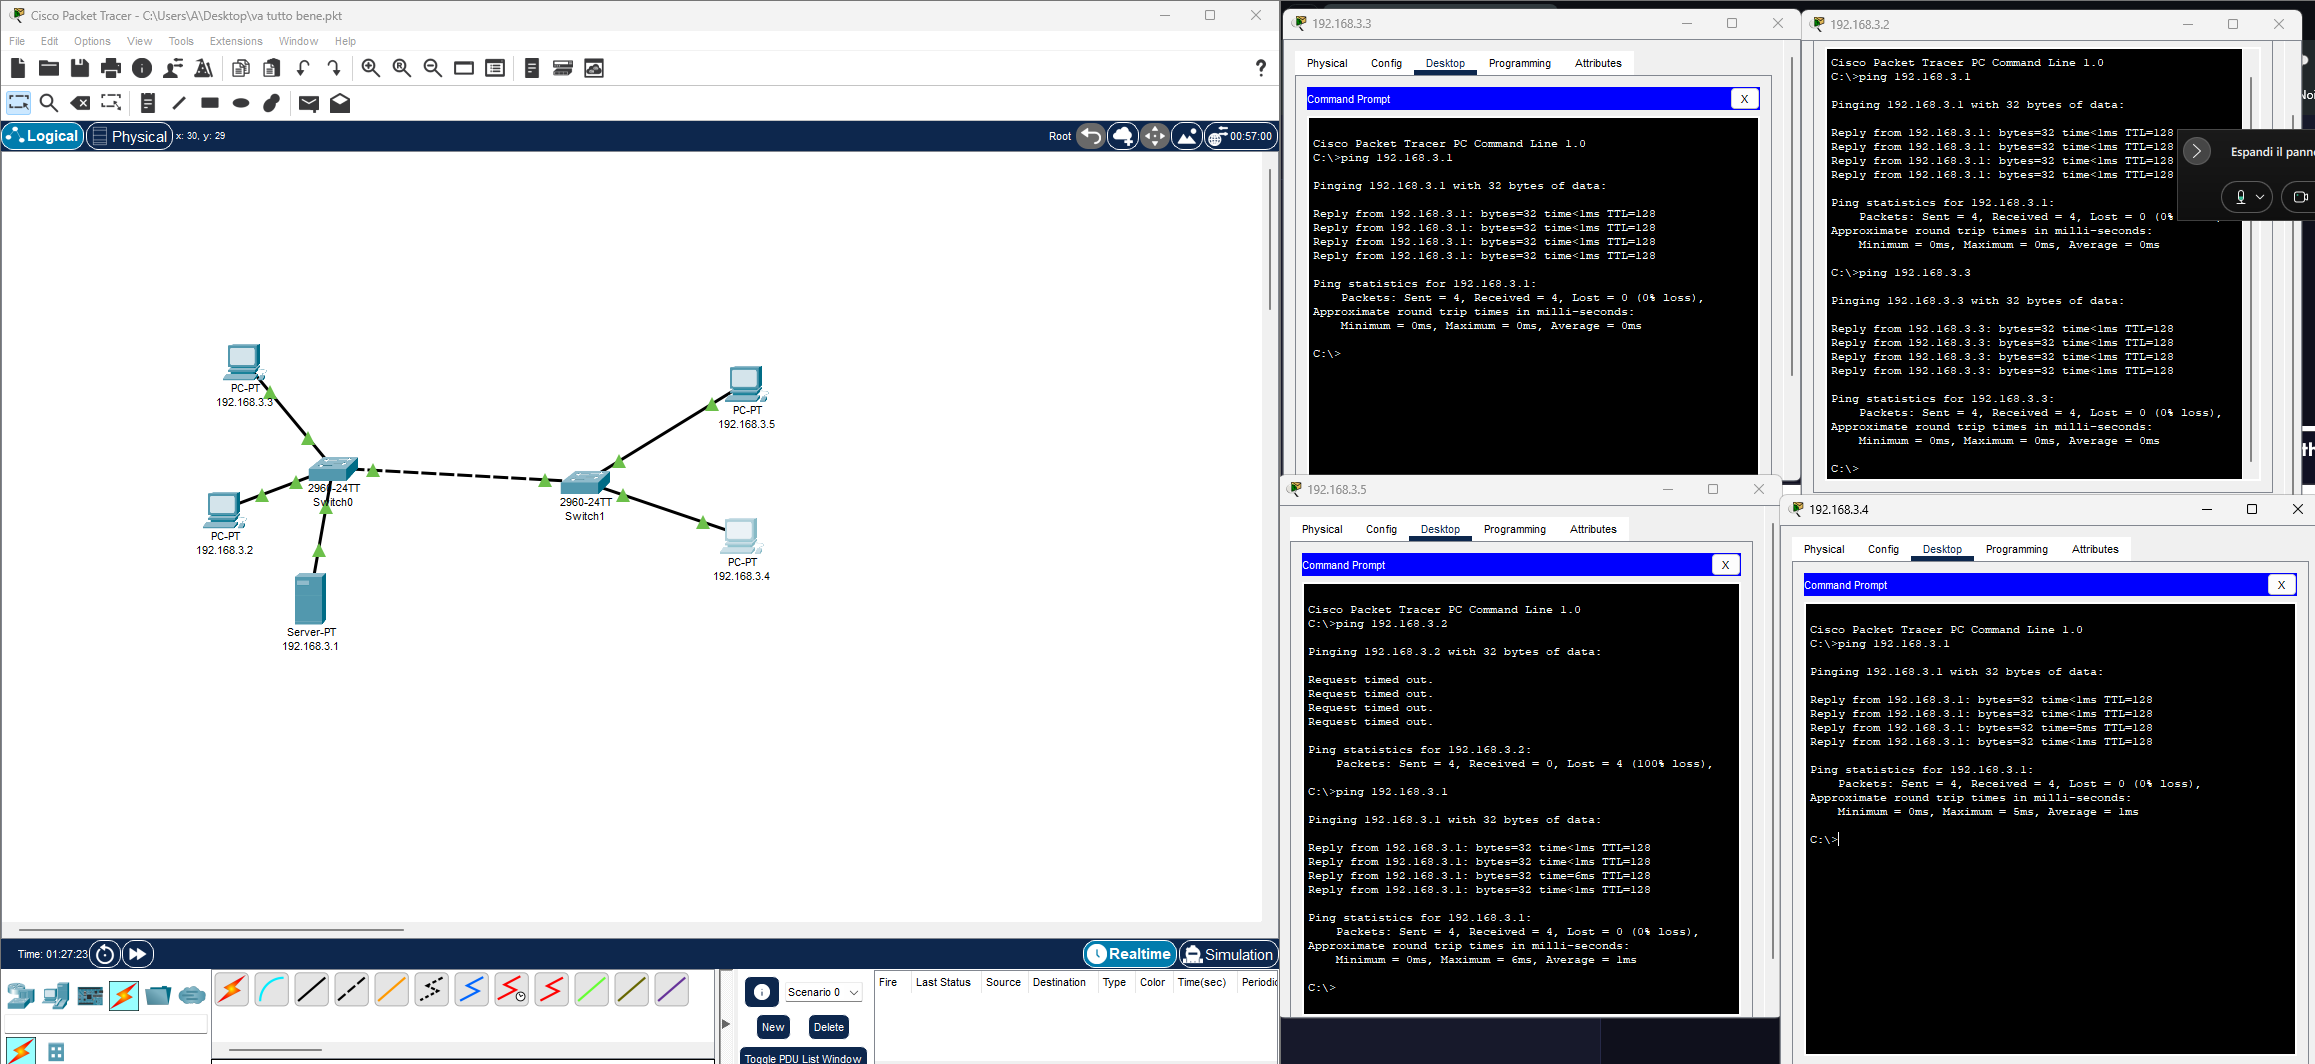 Cisco Packet Tracer - C:\Users\A\Desktop\va tutto bene.pkt
File Edit Options View Tools Extensions Window Help
?
Logical Physical x: 30, y: 29 Root 00:57:00
PC-PT
192.168.3.3
PC-PT
192.168.3.5
2960-24TT
Switch0
2960-24TT
Switch1
PC-PT
192.168.3.2
PC-PT
192.168.3.4
Server-PT
192.168.3.1
Time: 01:27:23 Realtime Simulation
Scenario 0
New Delete
Toggle PDU List Window
Fire Last Status Source Destination Type Color Time(sec) Periodic
192.168.3.3
Physical Config Desktop Programming Attributes
Command Prompt X
Cisco Packet Tracer PC Command Line 1.0
C:\>ping 192.168.3.1
Pinging 192.168.3.1 with 32 bytes of data:
Reply from 192.168.3.1: bytes=32 time<1ms TTL=128
Reply from 192.168.3.1: bytes=32 time<1ms TTL=128
Reply from 192.168.3.1: bytes=32 time<1ms TTL=128
Reply from 192.168.3.1: bytes=32 time<1ms TTL=128
Ping statistics for 192.168.3.1:
Packets: Sent = 4, Received = 4, Lost = 0 (0% loss),
Approximate round trip times in milli-seconds:
Minimum = 0ms, Maximum = 0ms, Average = 0ms
C:\>
192.168.3.2
Cisco Packet Tracer PC Command Line 1.0
C:\>ping 192.168.3.1
Pinging 192.168.3.1 with 32 bytes of data:
Reply from 192.168.3.1: bytes=32 time<1ms TTL=128
Reply from 192.168.3.1: bytes=32 time<1ms TTL=128
Reply from 192.168.3.1: bytes=32 time<1ms TTL=128
Reply from 192.168.3.1: bytes=32 time<1ms TTL=128
Ping statistics for 192.168.3.1:
Packets: Sent = 4, Received = 4, Lost = 0 (0%
Approximate round trip times in milli-seconds:
Minimum = 0ms, Maximum = 0ms, Average = 0ms
C:\>ping 192.168.3.3
Pinging 192.168.3.3 with 32 bytes of data:
Reply from 192.168.3.3: bytes=32 time<1ms TTL=128
Reply from 192.168.3.3: bytes=32 time<1ms TTL=128
Reply from 192.168.3.3: bytes=32 time<1ms TTL=128
Reply from 192.168.3.3: bytes=32 time<1ms TTL=128
Ping statistics for 192.168.3.3:
Packets: Sent = 4, Received = 4, Lost = 0 (0% loss),
Approximate round trip times in milli-seconds:
Minimum = 0ms, Maximum = 0ms, Average = 0ms
C:\>
Espandi il pann
192.168.3.5
Physical Config Desktop Programming Attributes
Command Prompt X
Cisco Packet Tracer PC Command Line 1.0
C:\>ping 192.168.3.2
Pinging 192.168.3.2 with 32 bytes of data:
Request timed out.
Request timed out.
Request timed out.
Request timed out.
Ping statistics for 192.168.3.2:
Packets: Sent = 4, Received = 0, Lost = 4 (100% loss),
C:\>ping 192.168.3.1
Pinging 192.168.3.1 with 32 bytes of data:
Reply from 192.168.3.1: bytes=32 time<1ms TTL=128
Reply from 192.168.3.1: bytes=32 time<1ms TTL=128
Reply from 192.168.3.1: bytes=32 time=6ms TTL=128
Reply from 192.168.3.1: bytes=32 time<1ms TTL=128
Ping statistics for 192.168.3.1:
Packets: Sent = 4, Received = 4, Lost = 0 (0% loss),
Approximate round trip times in milli-seconds:
Minimum = 0ms, Maximum = 6ms, Average = 1ms
C:\>
192.168.3.4
Physical Config Desktop Programming Attributes
Command Prompt X
Cisco Packet Tracer PC Command Line 1.0
C:\>ping 192.168.3.1
Pinging 192.168.3.1 with 32 bytes of data:
Reply from 192.168.3.1: bytes=32 time<1ms TTL=128
Reply from 192.168.3.1: bytes=32 time<1ms TTL=128
Reply from 192.168.3.1: bytes=32 time=5ms TTL=128
Reply from 192.168.3.1: bytes=32 time<1ms TTL=128
Ping statistics for 192.168.3.1:
Packets: Sent = 4, Received = 4, Lost = 0 (0% loss),
Approximate round trip times in milli-seconds:
Minimum = 0ms, Maximum = 5ms, Average = 1ms
C:\>